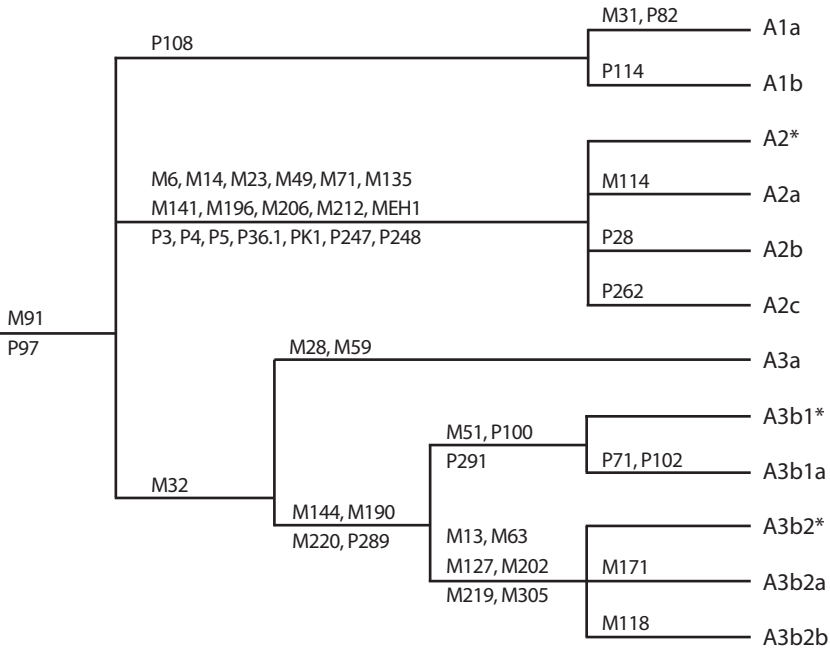 M31, P82
A1a
P108
P114
A1b
A2*
M6, M14, M23, M49, M71, M135
M141, M196, M206, M212, MEH1
P3, P4, P5, P36.1, PK1, P247, P248
M114
A2a
P28
A2b
P262
A2c
M91
P97
M28, M59
A3a
M51, P100
P291
A3b1*
P71, P102
A3b1a
M32
M144, M190
M220, P289
M13, M63
M127, M202
M219, M305
A3b2*
M171
A3b2a
M118
A3b2b